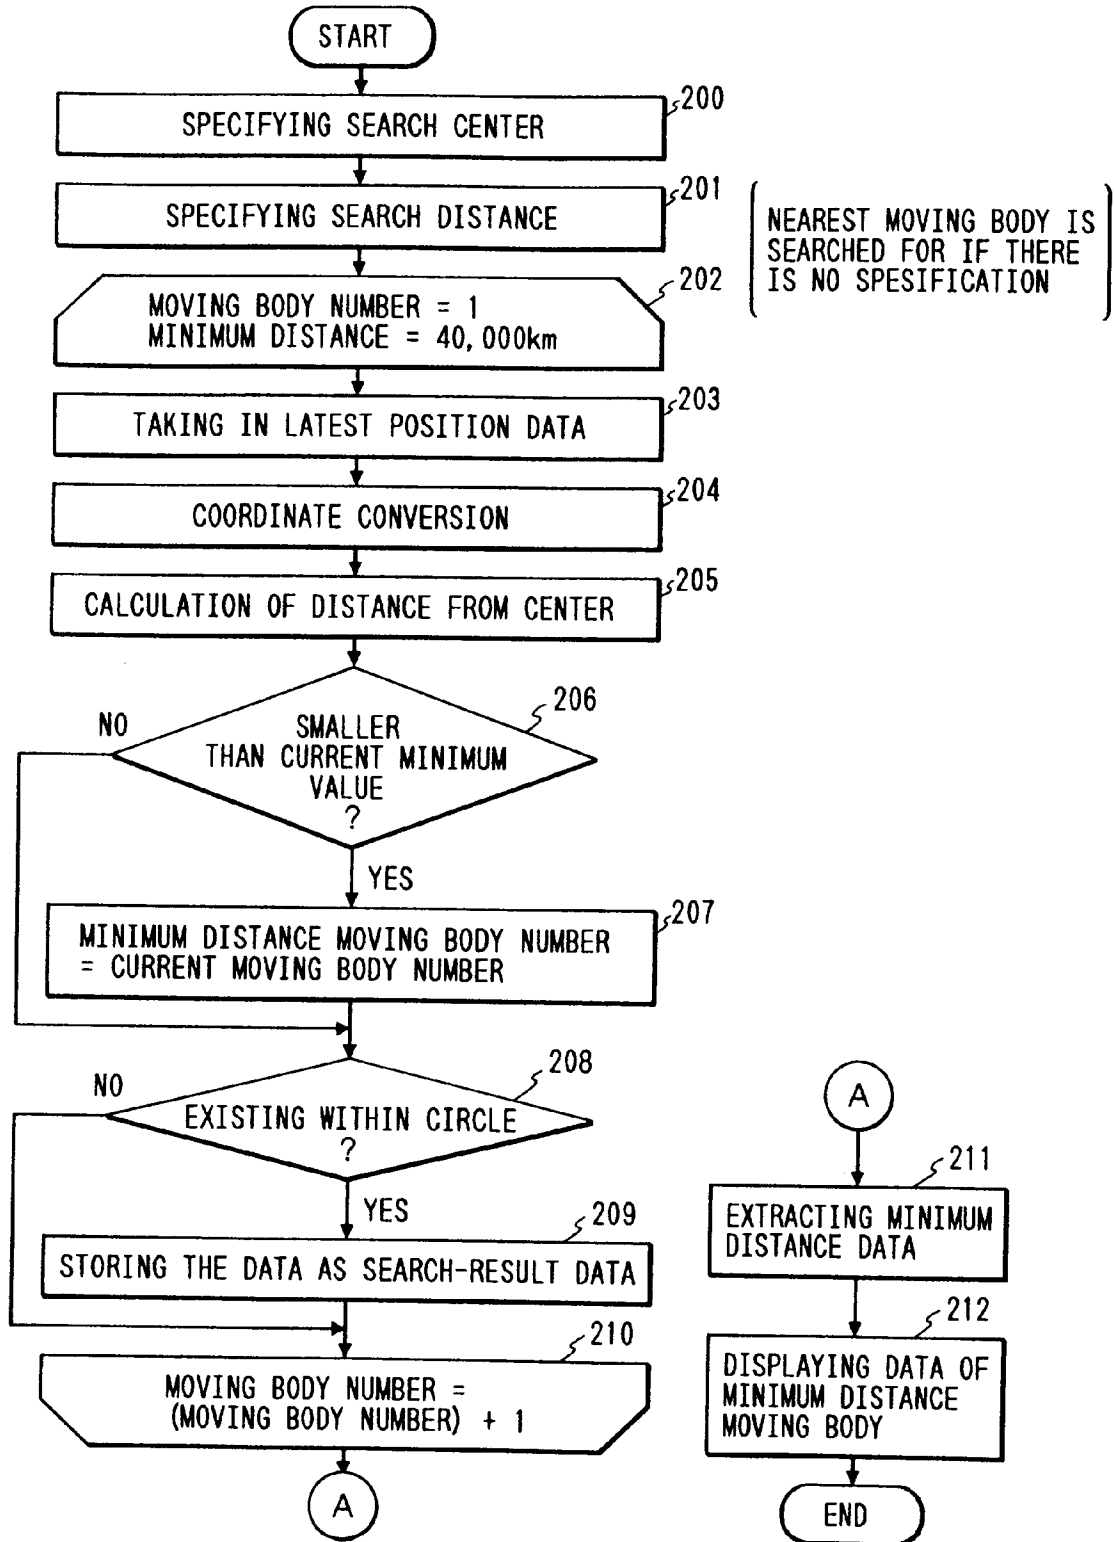 START
200
SPECIFYING SEARCH CENTER
201
SPECIFYING SEARCH DISTANCE
NEAREST MOVING BODY IS
SEARCHED FOR IF THERE
IS NO SPESIFICATION
202
MOVING BODY NUMBER = 1
MINIMUM DISTANCE = 40,000km
203
TAKING IN LATEST POSITION DATA
204
COORDINATE CONVERSION
205
CALCULATION OF DISTANCE FROM CENTER
206
NO
SMALLER
THAN CURRENT MINIMUM
VALUE
?
YES
207
MINIMUM DISTANCE MOVING BODY NUMBER
= CURRENT MOVING BODY NUMBER
208
NO
EXISTING WITHIN CIRCLE
?
YES
209
STORING THE DATA AS SEARCH-RESULT DATA
210
MOVING BODY NUMBER =
(MOVING BODY NUMBER) + 1
A
A
211
EXTRACTING MINIMUM
DISTANCE DATA
212
DISPLAYING DATA OF
MINIMUM DISTANCE
MOVING BODY
END